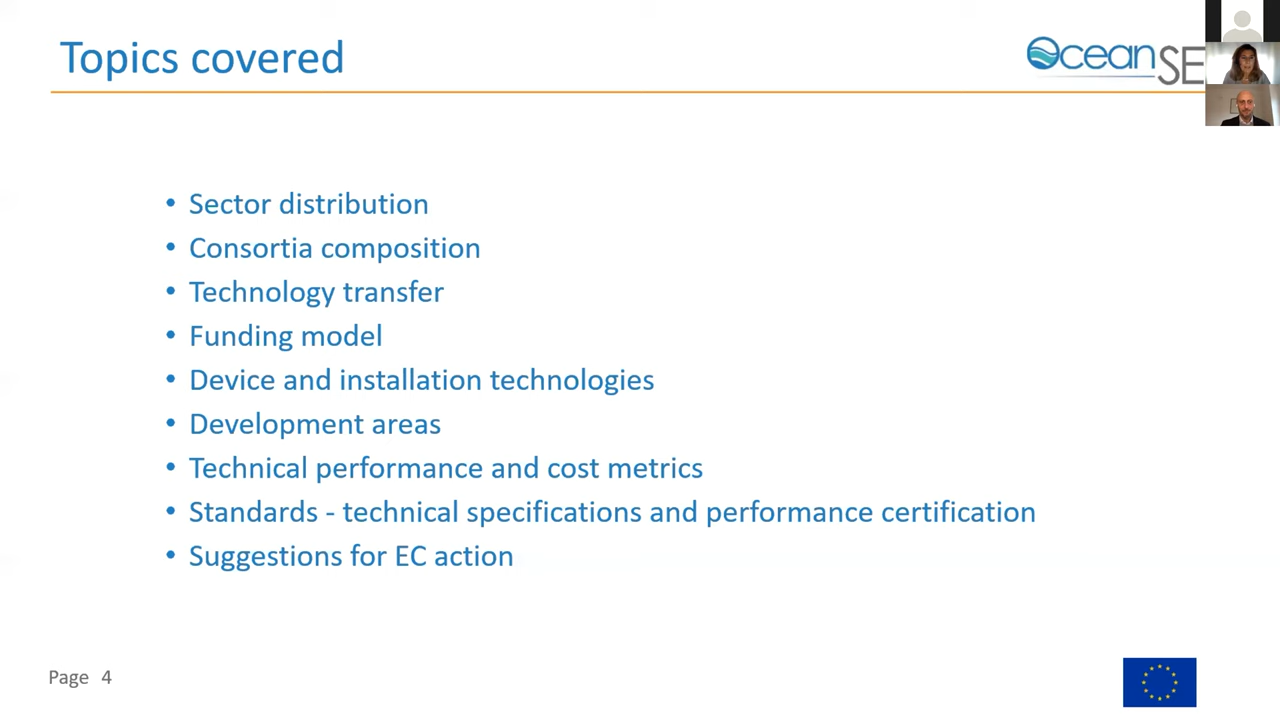 Topics covered
OceanSE
• Sector distribution
• Consortia composition
• Technology transfer
• Funding model
• Device and installation technologies
• Development areas
• Technical performance and cost metrics
• Standards - technical specifications and performance certification
• Suggestions for EC action
Page 4